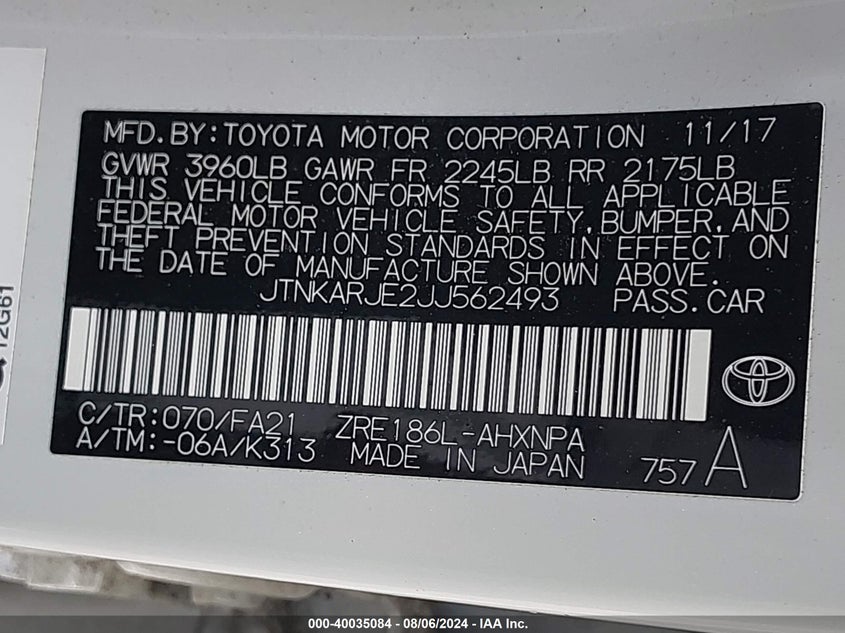 MFD.BY:TOYOTA MOTOR CORPORATION 11/17
GVWR 3960LB GAWR FR 2245LB RR 2175LB
THIS VEHICLE CONFORMS TO ALL APPLICABLE
FEDERAL MOTOR VEHICLE SAFETY,BUMPER,AND
THEFT PREVENTION STANDARDS IN EFFECT ON
THE DATE OF MANUFACTURE SHOWN ABOVE.
JTNKARJE2JJ562493 PASS.CAR
C/TR:070/FA21 ZRE186L-AHXNPA
A/TM:-06A/K313 MADE IN JAPAN 757 A
12G61
000-40035084 - 08/06/2024 - IAA Inc.